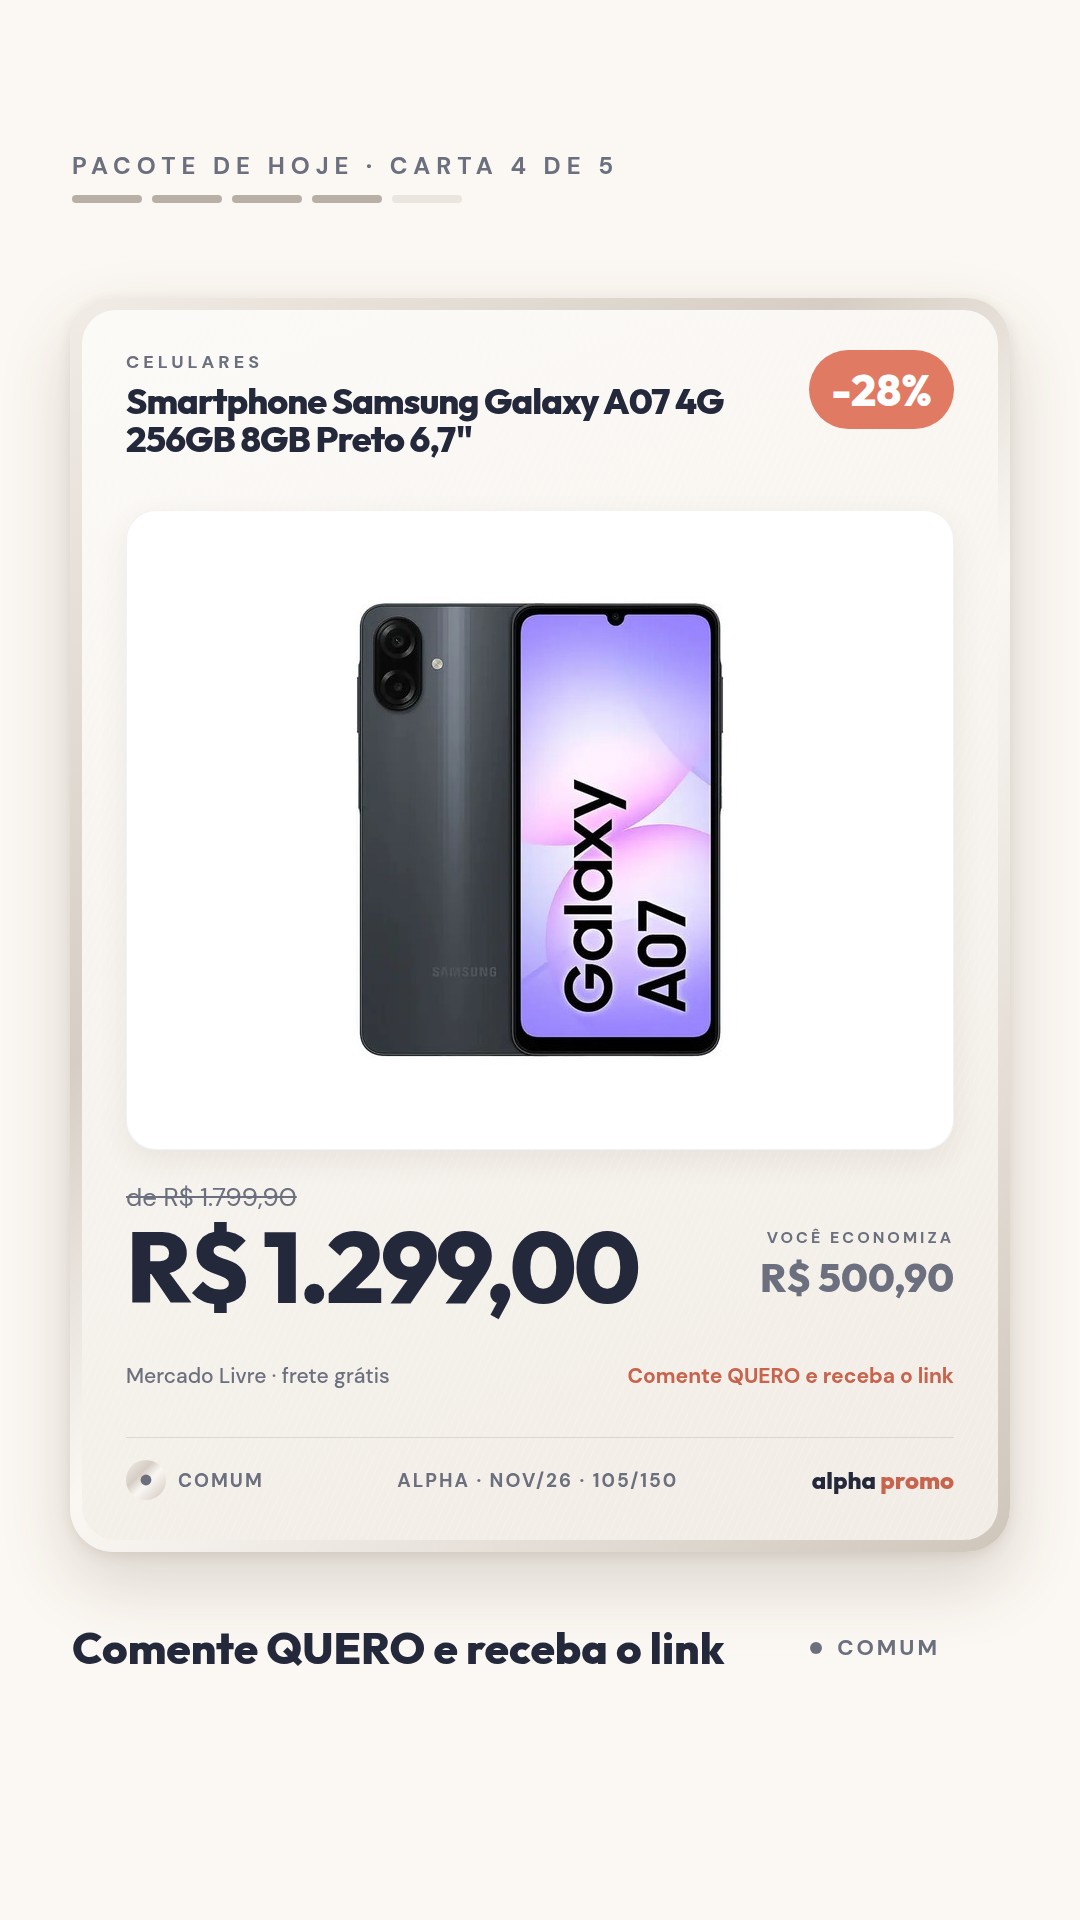 PACOTE DE HOJE · CARTA 4 DE 5
CELULARES
Smartphone Samsung Galaxy A07 4G
256GB 8GB Preto 6,7"
-28%
SAMSUNG
Galaxy
A07
de R$ 1.799,90
R$ 1.299,00
VOCÊ ECONOMIZA
R$ 500,90
Mercado Livre · frete grátis
Comente QUERO e receba o link
COMUM
ALPHA · NOV/26 · 105/150
alpha promo
Comente QUERO e receba o link
COMUM